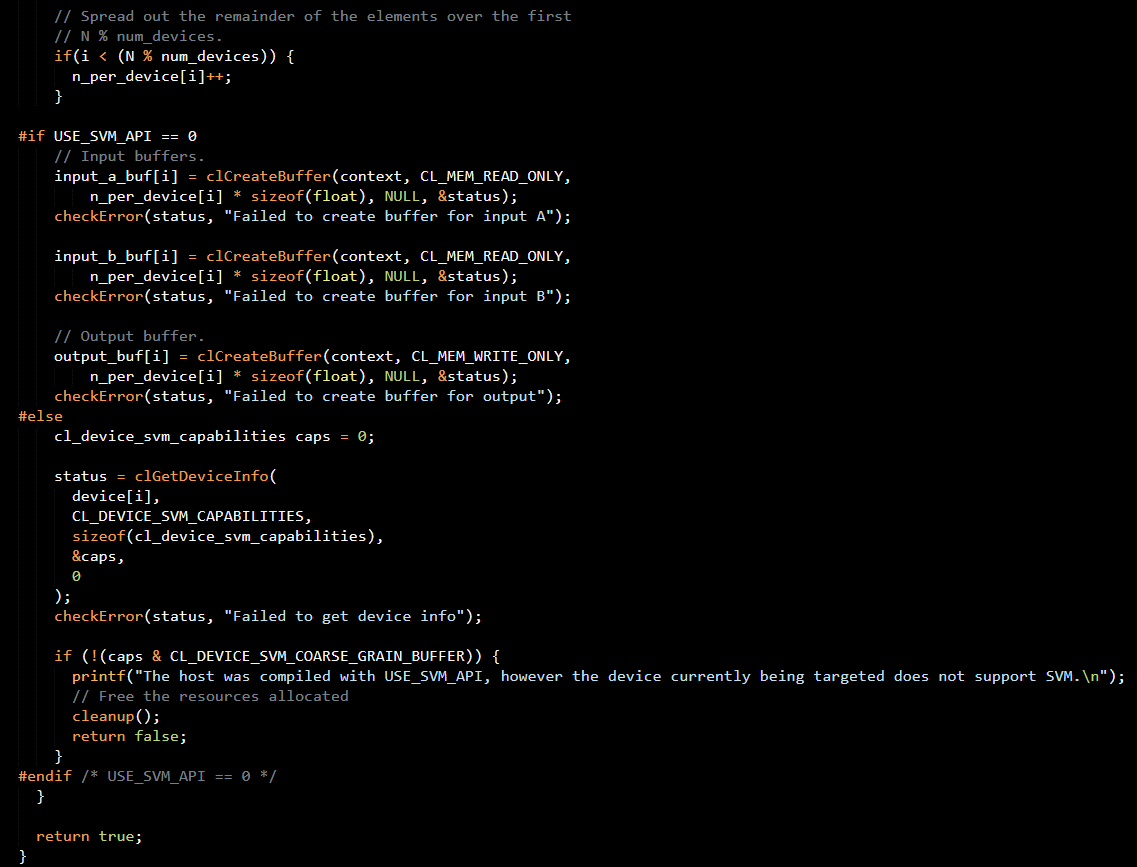 // Spread out the remainder of the elements over the first
    // N % num_devices.
    if(i < (N % num_devices)) {
      n_per_device[i]++;
    }

#if USE_SVM_API == 0
    // Input buffers.
    input_a_buf[i] = clCreateBuffer(context, CL_MEM_READ_ONLY,
        n_per_device[i] * sizeof(float), NULL, &status);
    checkError(status, "Failed to create buffer for input A");

    input_b_buf[i] = clCreateBuffer(context, CL_MEM_READ_ONLY,
        n_per_device[i] * sizeof(float), NULL, &status);
    checkError(status, "Failed to create buffer for input B");

    // Output buffer.
    output_buf[i] = clCreateBuffer(context, CL_MEM_WRITE_ONLY,
        n_per_device[i] * sizeof(float), NULL, &status);
    checkError(status, "Failed to create buffer for output");
#else
    cl_device_svm_capabilities caps = 0;

    status = clGetDeviceInfo(
      device[i],
      CL_DEVICE_SVM_CAPABILITIES,
      sizeof(cl_device_svm_capabilities),
      &caps,
      0
    );
    checkError(status, "Failed to get device info");

    if (!(caps & CL_DEVICE_SVM_COARSE_GRAIN_BUFFER)) {
      printf("The host was compiled with USE_SVM_API, however the device currently being targeted does not support SVM.\n");
      // Free the resources allocated
      cleanup();
      return false;
    }
#endif /* USE_SVM_API == 0 */
  }

  return true;
}